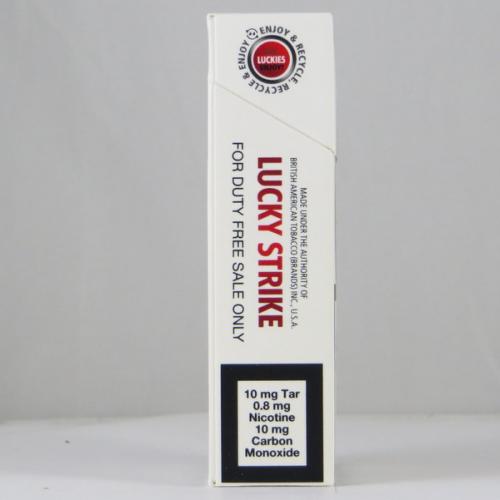 ENJOY & RECYCLE, RECYCLE & ENJOY
LUCKIES
MADE UNDER THE AUTHORITY OF
BRITISH AMERICAN TOBACCO (BRANDS) INC., U.S.A.
LUCKY STRIKE
FOR DUTY FREE SALE ONLY
10 mg Tar
0.8 mg
Nicotine
10 mg
Carbon
Monoxide